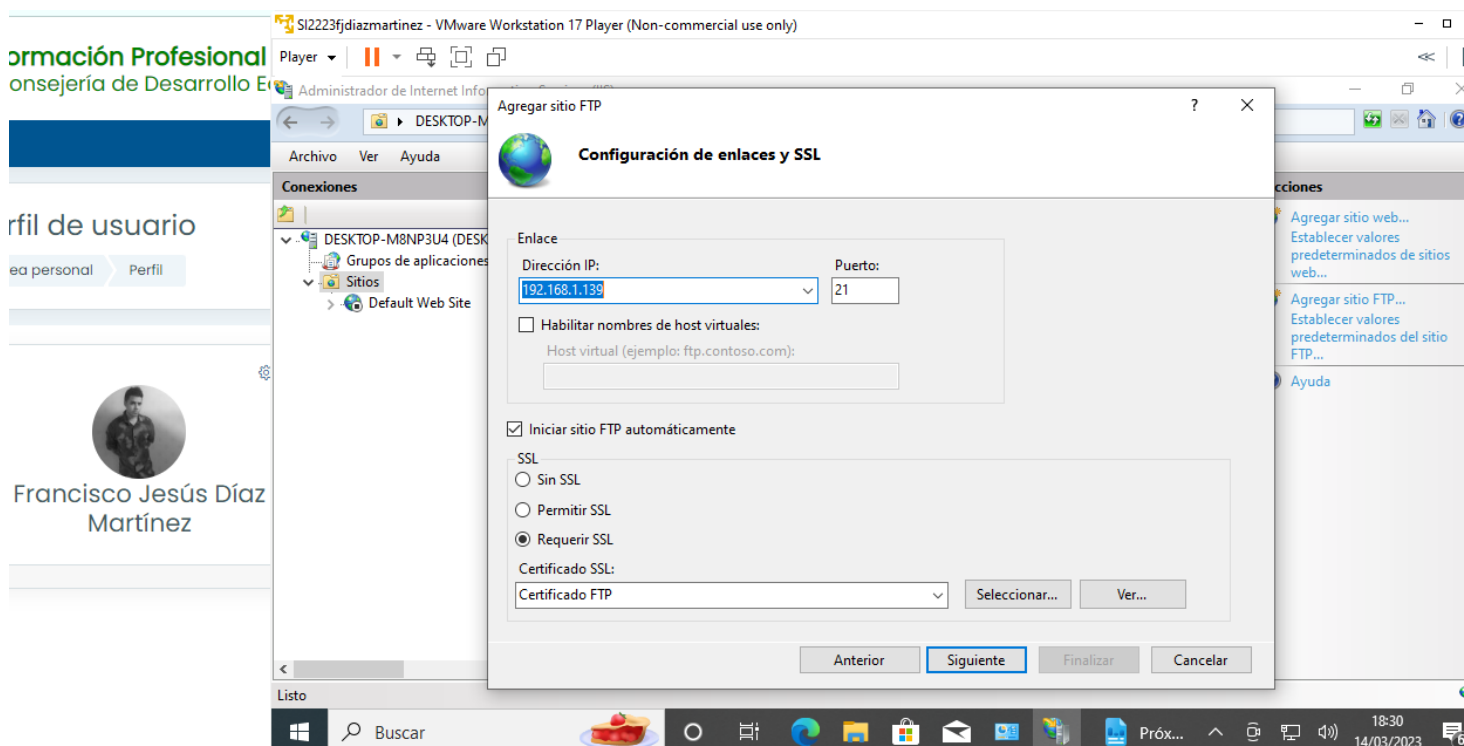 SI2223fjdiazmartinez - VMware Workstation 17 Player (Non-commercial use only)
ormación Profesional
onsejería de Desarrollo E
Player
Administrador de Internet Info
DESKTOP-M
Archivo Ver Ayuda
Conexiones
rfil de usuario
ea personal Perfil
Francisco Jesús Díaz
Martínez
DESKTOP-M8NP3U4 (DESK
Grupos de aplicaciones
Sitios
Default Web Site
Agregar sitio FTP
? 
Configuración de enlaces y SSL
Enlace
Dirección IP: Puerto:
192.168.1.139 21
Habilitar nombres de host virtuales:
Host virtual (ejemplo: ftp.contoso.com):
Iniciar sitio FTP automáticamente
SSL
Sin SSL
Permitir SSL
Requerir SSL
Certificado SSL:
Certificado FTP Seleccionar... Ver...
Anterior Siguiente Finalizar Cancelar
cciones
Agregar sitio web...
Establecer valores
predeterminados de sitios
web...
Agregar sitio FTP...
Establecer valores
predeterminados del sitio
FTP...
Ayuda
Listo
Buscar Próx... 18:30
14/03/2023 6